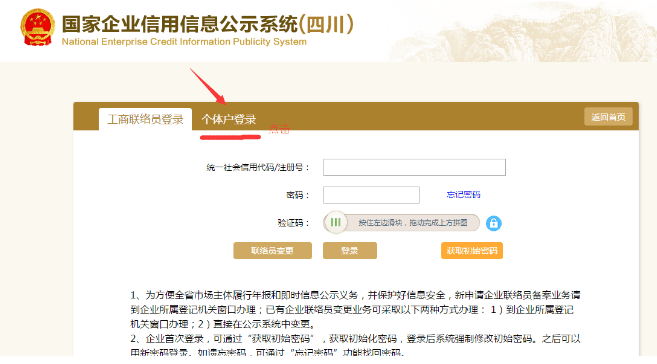 国家企业信用信息公示系统(四川)
National Enterprise Credit Information Publicity System
工商联络员登录
个体户登录
点击
返回首页
统一社会信用代码/注册号：
密码：
忘记密码
验证码：
按住左边滑块，拖动完成上方拼图
联络员变更
登录
获取初始密码
1、为方便全省市场主体履行年报和即时信息公示义务，并保护好信息安全，新申请企业联络员备案业务请
到企业所属登记机关窗口办理；已有企业联络员变更业务可采取以下两种方式办理： 1）到企业所属登记
机关窗口办理；2）直接在公示系统中变更。
2、企业首次登录，可通过“获取初始密码”，获取初始化密码，登录后系统强制修改初始密码。之后可以
用新密码登录。如遗忘密码，可通过“忘记密码”功能找回密码。